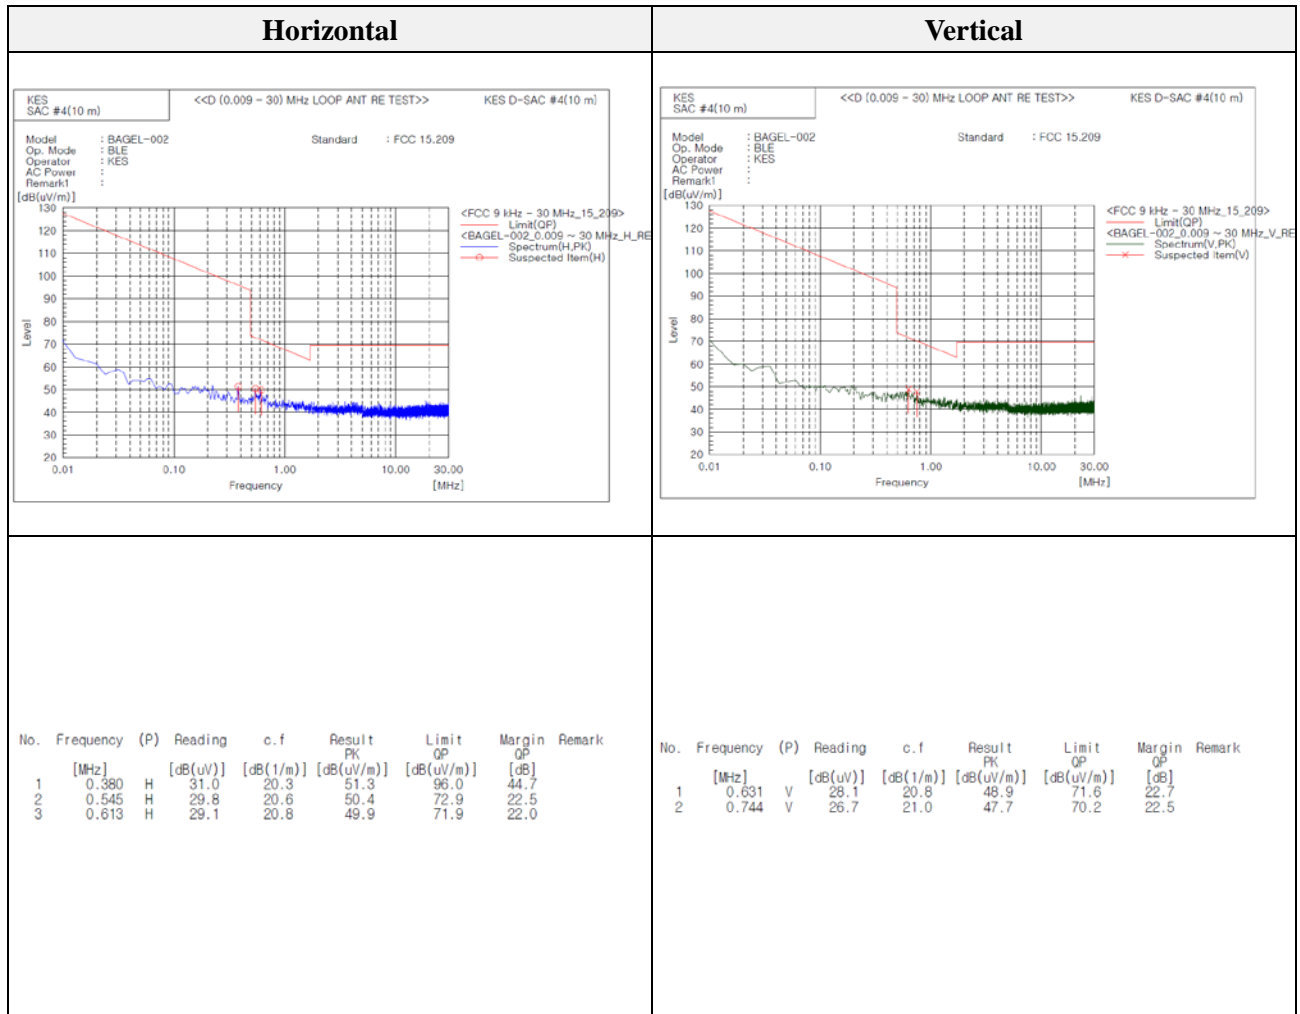 Horizontal Vertical
KES
SAC #4(10 m)
<<D (0.009 - 30) MHz LOOP ANT RE TEST>> KES D-SAC #4(10 m)
Model : BAGEL-002 Standard : FCC 15.209
Op. Mode : BLE
Operator : KES
AC Power :
Remark1 :
[dB(uV/m)]
<FCC 9 kHz - 30 MHz_15_209>
Limit(QP)
<BAGEL-002_0.009 ~ 30 MHz_H_RE
Spectrum(H,PK)
Suspected Item(H)
130
120
110
100
90
80
70
60
50
40
30
20
Level
0.01 0.10 1.00 10.00 30.00
Frequency [MHz]
KES
SAC #4(10 m)
<<D (0.009 - 30) MHz LOOP ANT RE TEST>> KES D-SAC #4(10 m)
Model : BAGEL-002 Standard : FCC 15.209
Op. Mode : BLE
Operator : KES
AC Power :
Remark1 :
[dB(uV/m)]
<FCC 9 kHz - 30 MHz_15_209>
Limit(QP)
<BAGEL-002_0.009 ~ 30 MHz_V_RE
Spectrum(V,PK)
Suspected Item(V)
130
120
110
100
90
80
70
60
50
40
30
20
Level
0.01 0.10 1.00 10.00 30.00
Frequency [MHz]
No. Frequency (P) Reading c.f Result Limit Margin Remark
PK QP QP
[MHz] [dB(uV)] [dB(1/m)] [dB(uV/m)] [dB(uV/m)] [dB]
1 0.380 H 31.0 20.3 51.3 96.0 44.7
2 0.545 H 29.8 20.6 50.4 72.9 22.5
3 0.613 H 29.1 20.8 49.9 71.9 22.0
No. Frequency (P) Reading c.f Result Limit Margin Remark
PK QP QP
[MHz] [dB(uV)] [dB(1/m)] [dB(uV/m)] [dB(uV/m)] [dB]
1 0.631 V 28.1 20.8 48.9 71.6 22.7
2 0.744 V 26.7 21.0 47.7 70.2 22.5